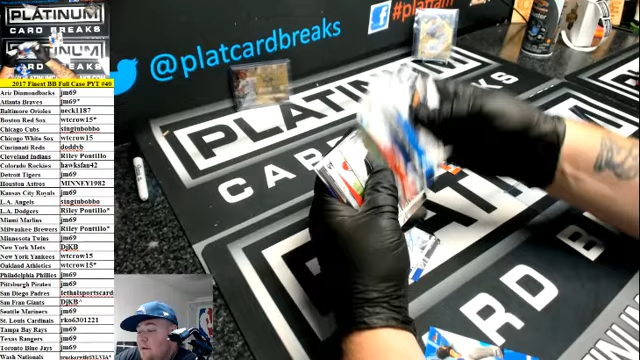 PLATINUM
CARD BREAKS
PLATINUM
CARD BREAKS
2017 Finest BB Full Case PYT #40
Ariz Diamondbacks jm69
Atlanta Braves jm69*
Baltimore Orioles neck1187
Boston Red Sox wtcrow15*
Chicago Cubs singinbobbo
Chicago White Sox wtcrow15
Cincinnati Reds doddyb
Cleveland Indians Riley Pontillo
Colorado Rockies hawksfan42
Detroit Tigers jm69
Houston Astros MINNEY1982
Kansas City Royals jm69
L.A. Angels singinbobbo
L.A. Dodgers Riley Pontillo*
Miami Marlins jm69
Milwaukee Brewers Riley Pontillo*
Minnesota Twins jm69
New York Mets DjKB
New York Yankees wtcrow15
Oakland Athletics wtcrow15*
Philadelphia Phillies jm69
Pittsburgh Pirates jm69
San Diego Padres lethalsportscard
San Fran Giants DjKB^
Seattle Mariners jm69
St. Louis Cardinals rko6301221
Tampa Bay Rays jm69
Texas Rangers jm69
Toronto Blue Jays jm69
Wash Nationals
@platcardbreaks
PLATINUM